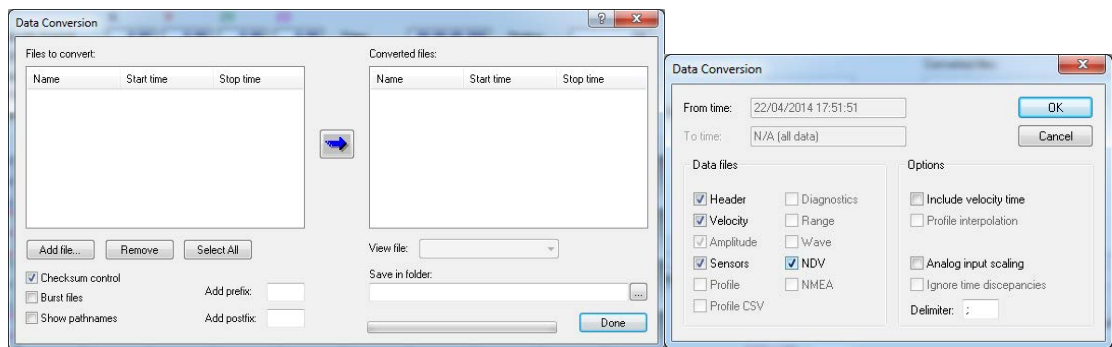 Data Conversion
Files to convert:
Name Start time Stop time
Converted files:
Name Start time Stop time
Add file... Remove Select All
View file:
Checksum control
Burst files
Show pathnames
Add prefix:
Add postfix:
Save in folder:
...
Done
Data Conversion
From time: 22/04/2014 17:51:51
OK
To time: N/A (all data)
Cancel
Data files
Header Diagnostics
Velocity Range
Amplitude Wave
Sensors NDV
Profile NMEA
Profile CSV
Options
Include velocity time
Profile interpolation
Analog input scaling
Ignore time discepancies
Delimiter: ;